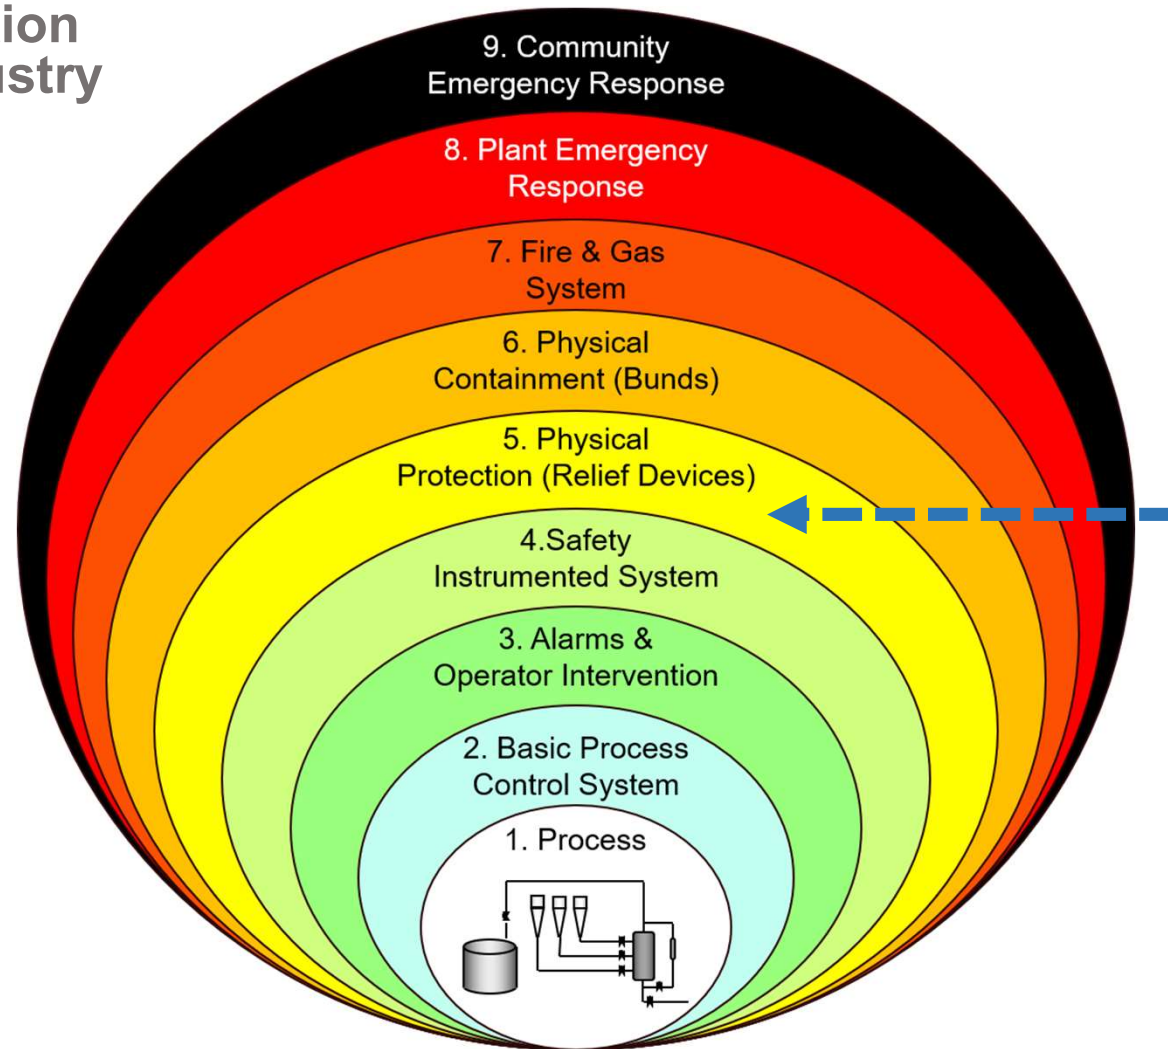 ion
ustry
9. Community
Emergency Response
8. Plant Emergency
Response
7. Fire & Gas
System
6. Physical
Containment (Bunds)
5. Physical
Protection (Relief Devices)
4.Safety
Instrumented System
3. Alarms &
Operator Intervention
2. Basic Process
Control System
1. Process